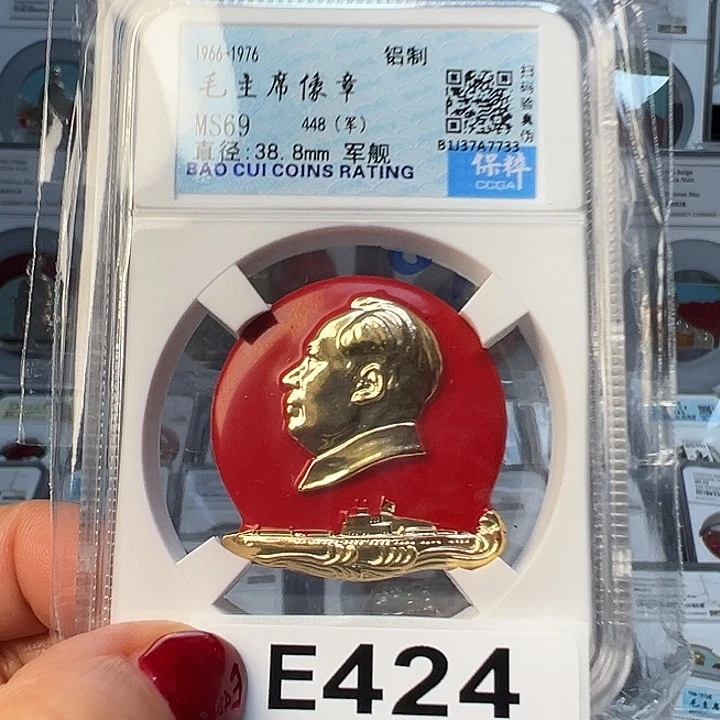 1966-1976 铝制
毛主席像章
MS69 448(军)
直径:38.8mm 军舰
BAO CUI COINS RATING
扫码验真伪
B1J37A7733
保粹
CCGA
E424